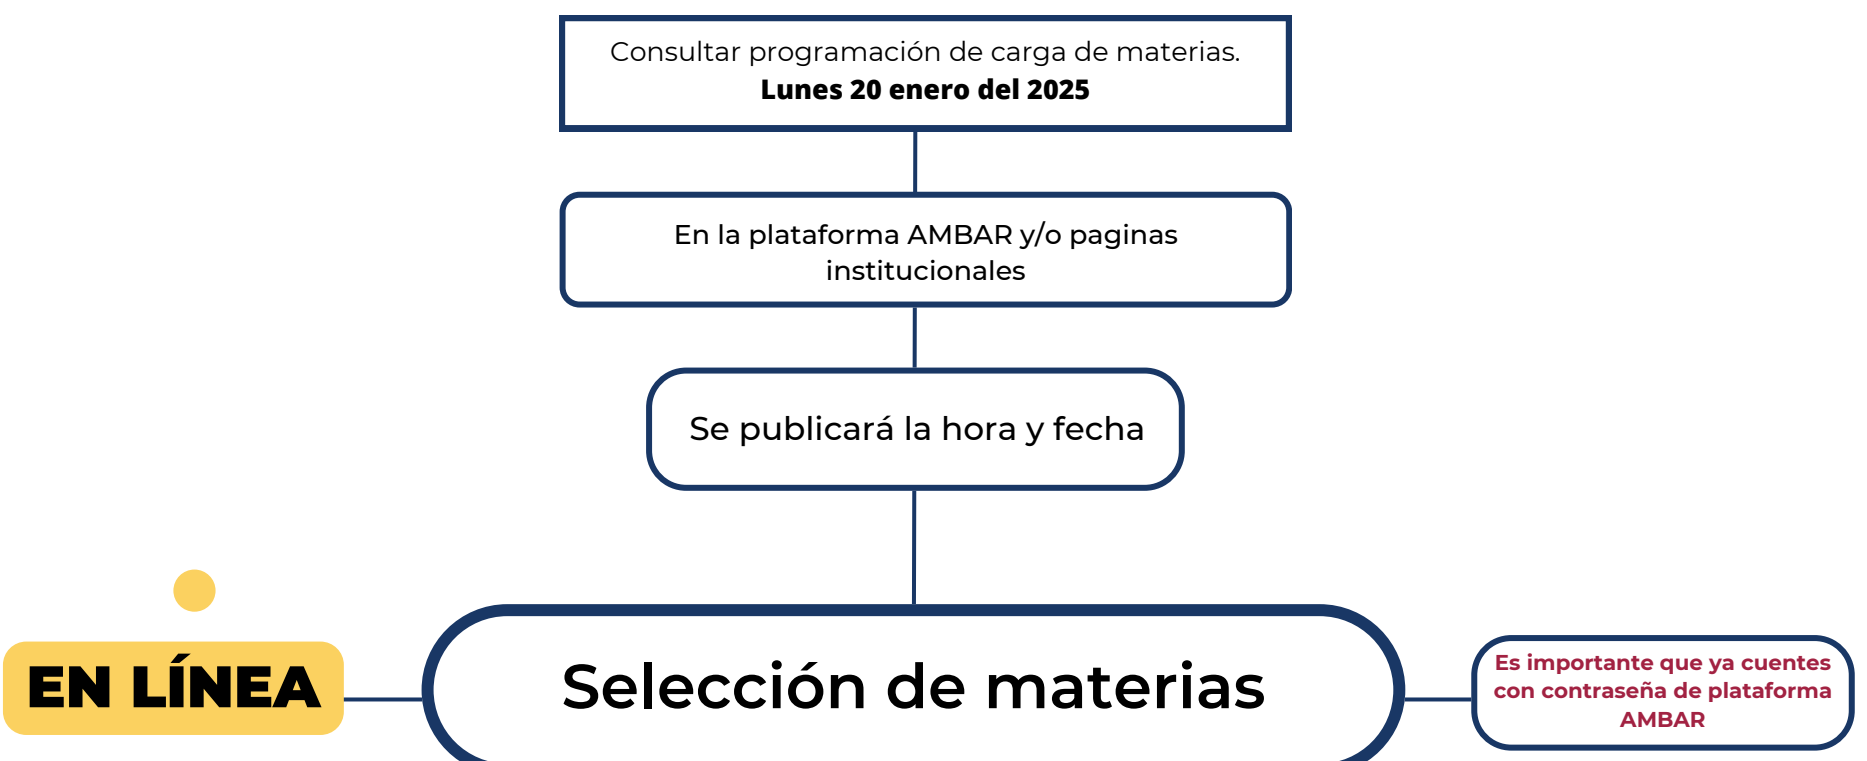 Consultar programación de carga de materias.
Lunes 20 enero del 2025
En la plataforma AMBAR y/o paginas
institucionales
Se publicará la hora y fecha
EN LÍNEA
Selección de materias
Es importante que ya cuentes
con contraseña de plataforma
AMBAR